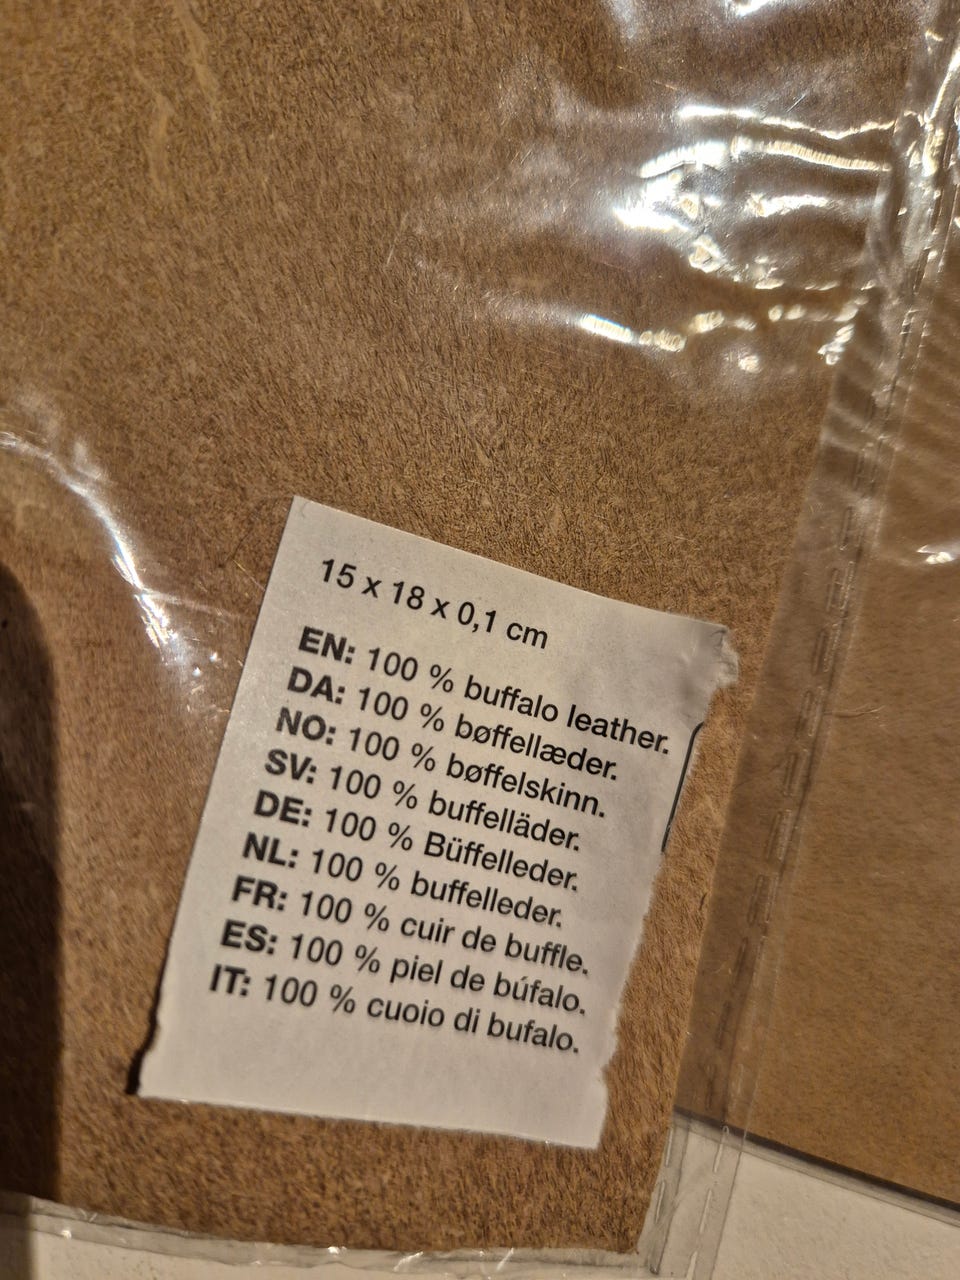 15 x 18 x 0,1 cm
EN: 100 % buffalo leather.
DA: 100 % bøffellæder.
NO: 100 % bøffelskinn.
SV: 100 % buffelläder.
DE: 100 % Büffelleder.
NL: 100 % buffelleder.
FR: 100 % cuir de buffle.
ES: 100 % piel de búfalo.
IT: 100 % cuoio di bufalo.